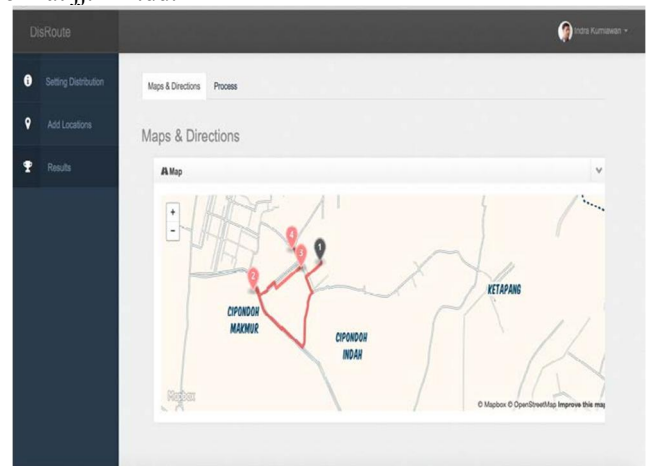 DisRoute
Indra Kurniawan
Setting Distribution
Add Locations
Results
Maps & Directions Process
Maps & Directions
Map
+
-
4
1
3
2
KETAPANG
CIPONDOH
MAKMUR
CIPONDOH
INDAH
Mapbox
© Mapbox © OpenStreetMap Improve this map